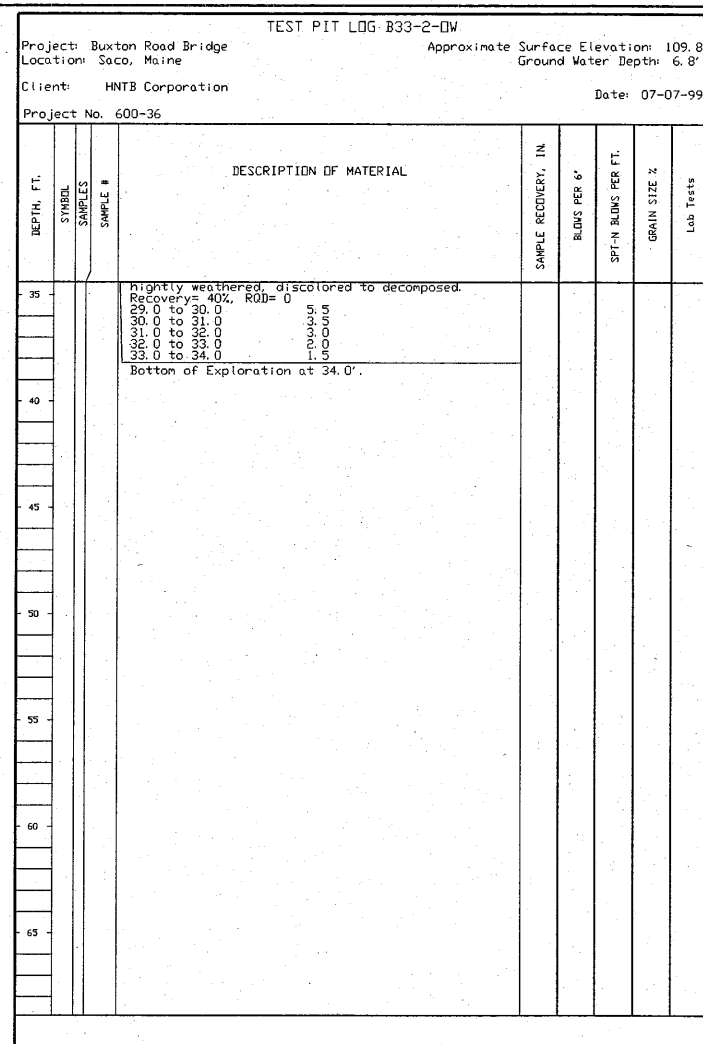 TEST PIT LOG B33-2-OW
Project: Buxton Road Bridge
Approximate Surface Elevation: 109.8
Location: Saco, Maine
Ground Water Depth: 6.8'
Client: HNTB Corporation
Date: 07-07-99
Project No. 600-36
DEPTH, FT.
SYMBOL
SAMPLES
SAMPLE #
DESCRIPTION OF MATERIAL
SAMPLE RECOVERY, IN.
BLOWS PER 6"
SPT-N BLOWS PER FT.
GRAIN SIZE %
Lab Tests
hightly weathered, discolored to decomposed.
35
Recovery= 40%, RQD= 0
29.0 to 30.0 5.5
30.0 to 31.0 3.5
31.0 to 32.0 3.0
32.0 to 33.0 2.0
33.0 to 34.0 1.5
Bottom of Exploration at 34.0'.
40
45
50
55
60
65